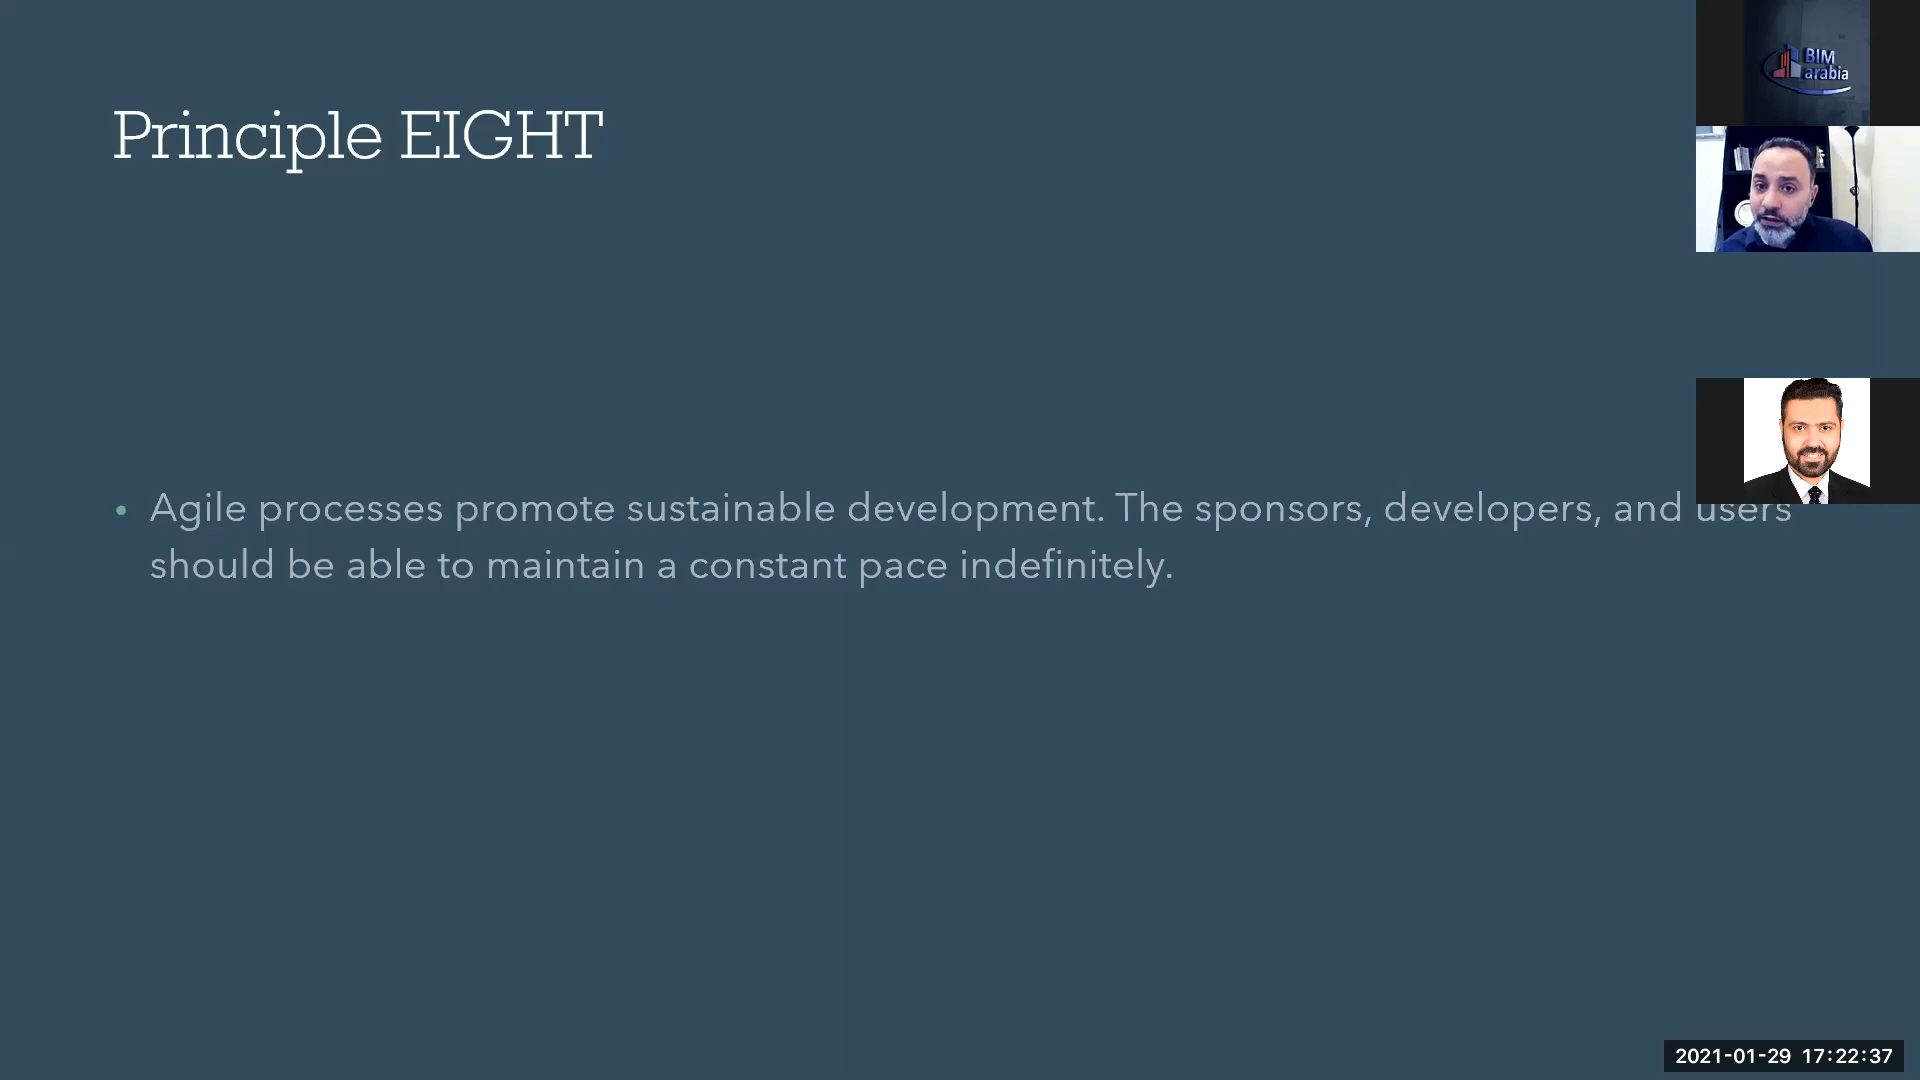 Principle EIGHT
BIM
arabia
• Agile processes promote sustainable development. The sponsors, developers, and users
should be able to maintain a constant pace indefinitely.
2021-01-29 17:22:37